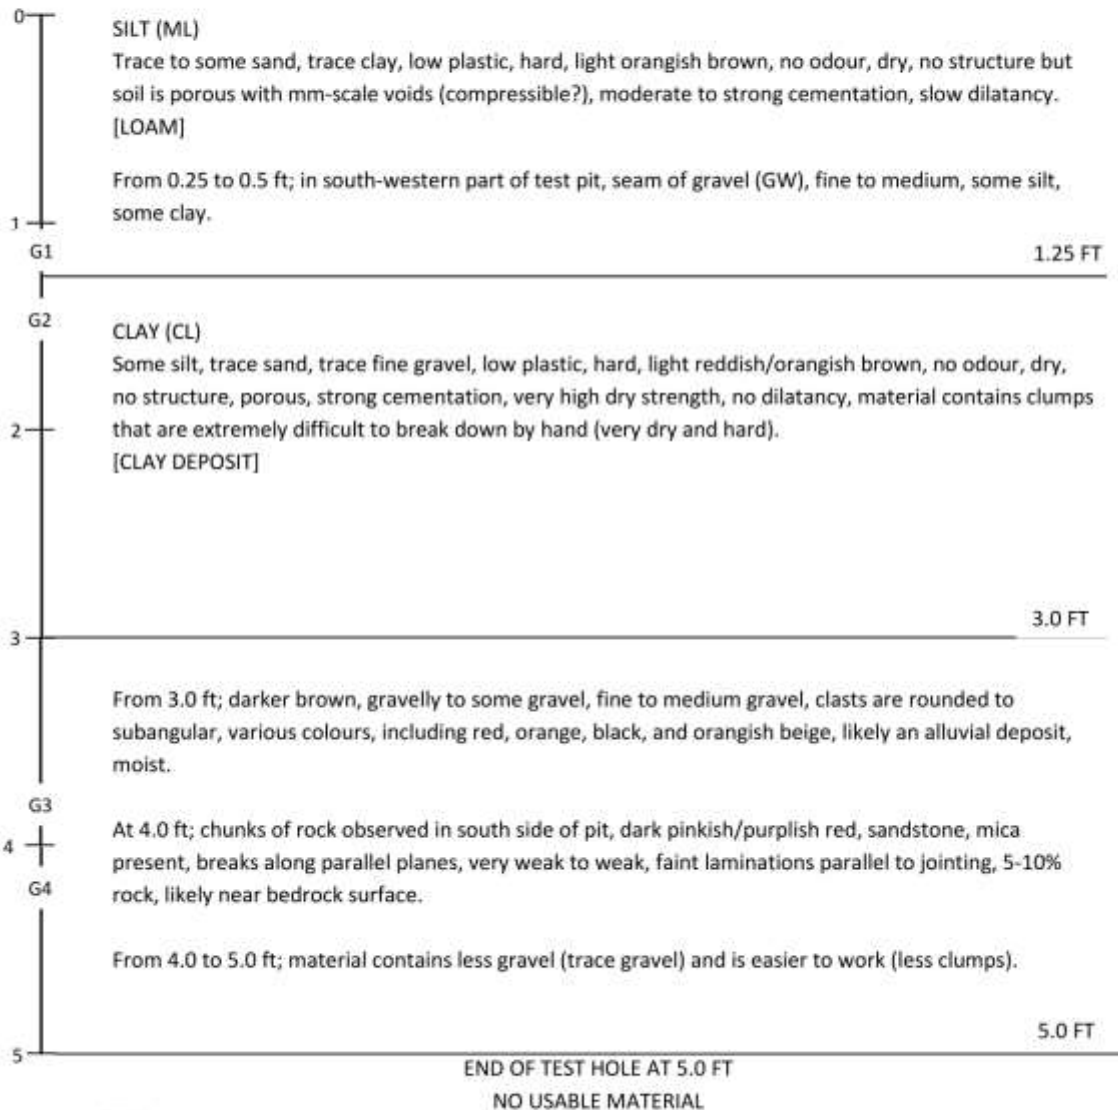 0
SILT (ML)
Trace to some sand, trace clay, low plastic, hard, light orangish brown, no odour, dry, no structure but
soil is porous with mm-scale voids (compressible?), moderate to strong cementation, slow dilatancy.
[LOAM]
From 0.25 to 0.5 ft; in south-western part of test pit, seam of gravel (GW), fine to medium, some silt,
some clay.
1
G1
1.25 FT
G2
CLAY (CL)
Some silt, trace sand, trace fine gravel, low plastic, hard, light reddish/orangish brown, no odour, dry,
no structure, porous, strong cementation, very high dry strength, no dilatancy, material contains clumps
that are extremely difficult to break down by hand (very dry and hard).
2
[CLAY DEPOSIT]
3.0 FT
3
From 3.0 ft; darker brown, gravelly to some gravel, fine to medium gravel, clasts are rounded to
subangular, various colours, including red, orange, black, and orangish beige, likely an alluvial deposit,
moist.
G3
At 4.0 ft; chunks of rock observed in south side of pit, dark pinkish/purplish red, sandstone, mica
4
present, breaks along parallel planes, very weak to weak, faint laminations parallel to jointing, 5-10%
G4
rock, likely near bedrock surface.
From 4.0 to 5.0 ft; material contains less gravel (trace gravel) and is easier to work (less clumps).
5.0 FT
5
END OF TEST HOLE AT 5.0 FT
NO USABLE MATERIAL